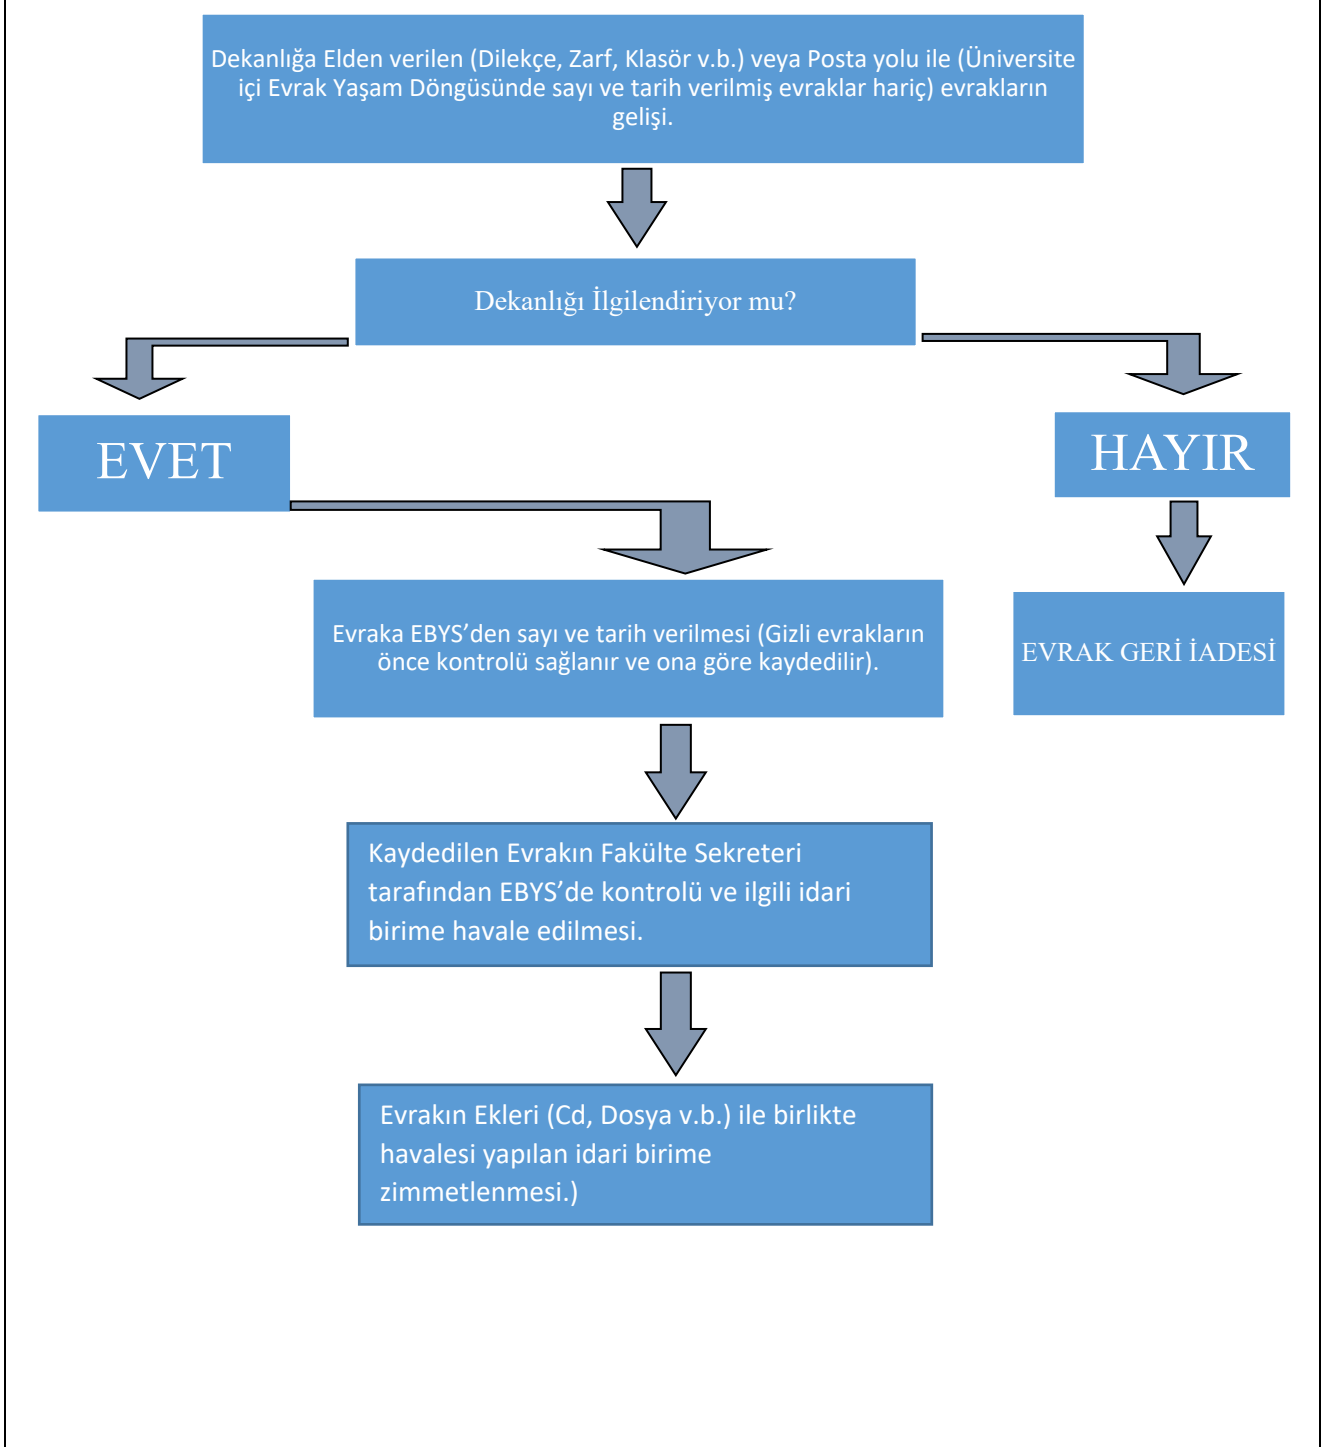 Dekanlığa Elden verilen (Dilekçe, Zarf, Klasör v.b.) veya Posta yolu ile (Üniversite
içi Evrak Yaşam Döngüsünde sayı ve tarih verilmiş evraklar hariç) evrakların
gelişi.
Dekanlığı İlgilendiriyor mu?
EVET
HAYIR
Evraka EBYS’den sayı ve tarih verilmesi (Gizli evrakların
önce kontrolü sağlanır ve ona göre kaydedilir).
EVRAK GERİ İADESİ
Kaydedilen Evrakın Fakülte Sekreteri
tarafından EBYS’de kontrolü ve ilgili idari
birime havale edilmesi.
Evrakın Ekleri (Cd, Dosya v.b.) ile birlikte
havalesi yapılan idari birime
zimmetlenmesi.)